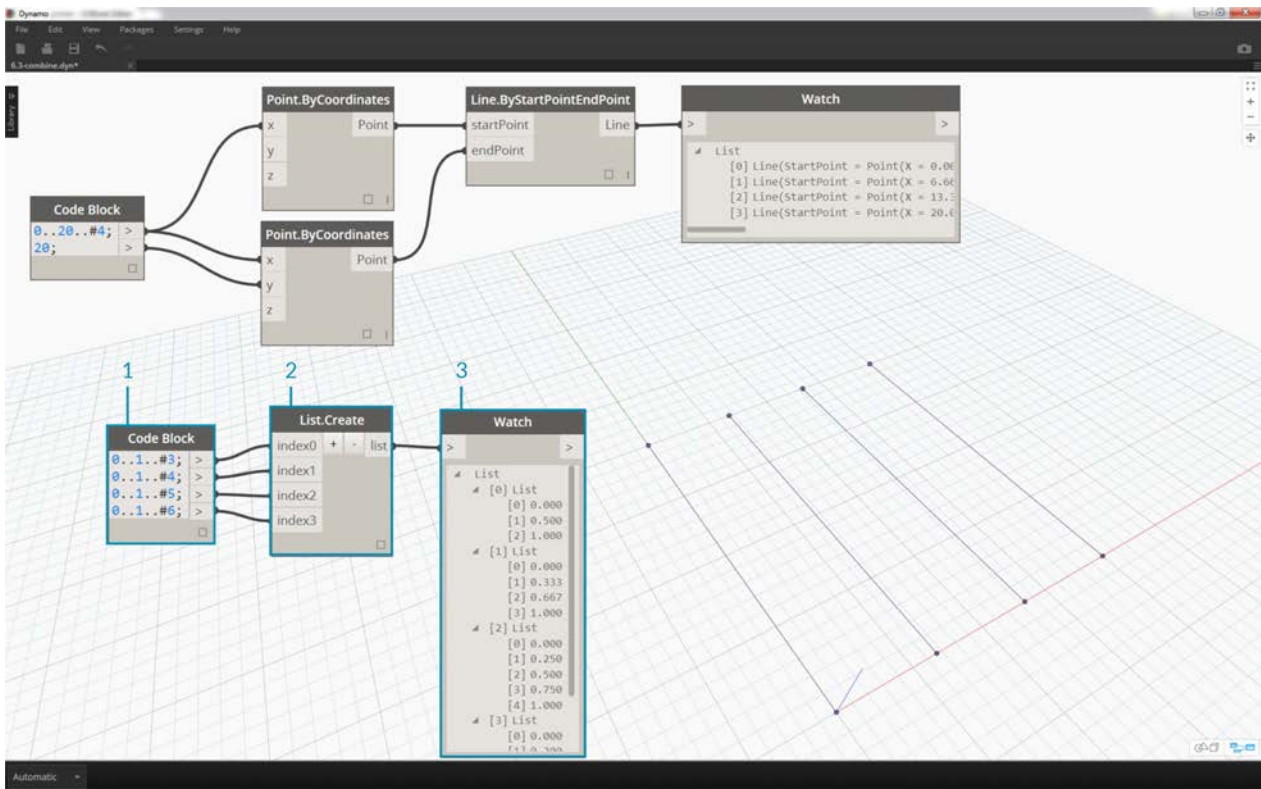 Dynamo
File Edit View Packages Settings Help
6.3-combine.dyn*
Library
Point.ByCoordinates
x Point
y
z
Line.ByStartPointEndPoint
startPoint Line
endPoint
Watch
> >
List
[0] Line(StartPoint = Point(X = 0.00
[1] Line(StartPoint = Point(X = 6.66
[2] Line(StartPoint = Point(X = 13.3
[3] Line(StartPoint = Point(X = 20.0
Code Block
0..20..#4; >
20; >
Point.ByCoordinates
x Point
y
z
1
2
3
Code Block
0..1..#3; >
0..1..#4; >
0..1..#5; >
0..1..#6; >
List.Create
index0 + - list
index1
index2
index3
Watch
> >
List
[0] List
[0] 0.000
[1] 0.500
[2] 1.000
[1] List
[0] 0.000
[1] 0.333
[2] 0.667
[3] 1.000
[2] List
[0] 0.000
[1] 0.250
[2] 0.500
[3] 0.750
[4] 1.000
[3] List
[0] 0.000
Automatic